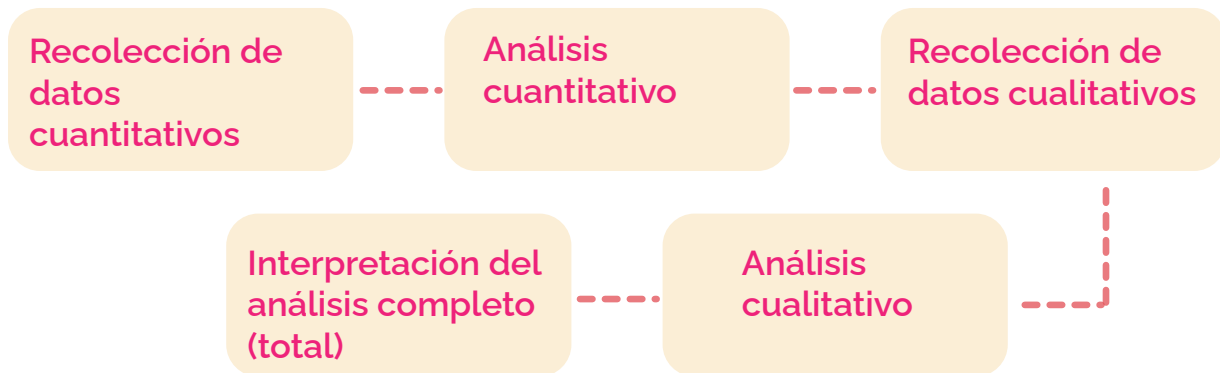 Recolección de
datos
cuantitativos
Análisis
cuantitativo
Recolección de
datos cualitativos
Análisis
cualitativo
Interpretación del
análisis completo
(total)